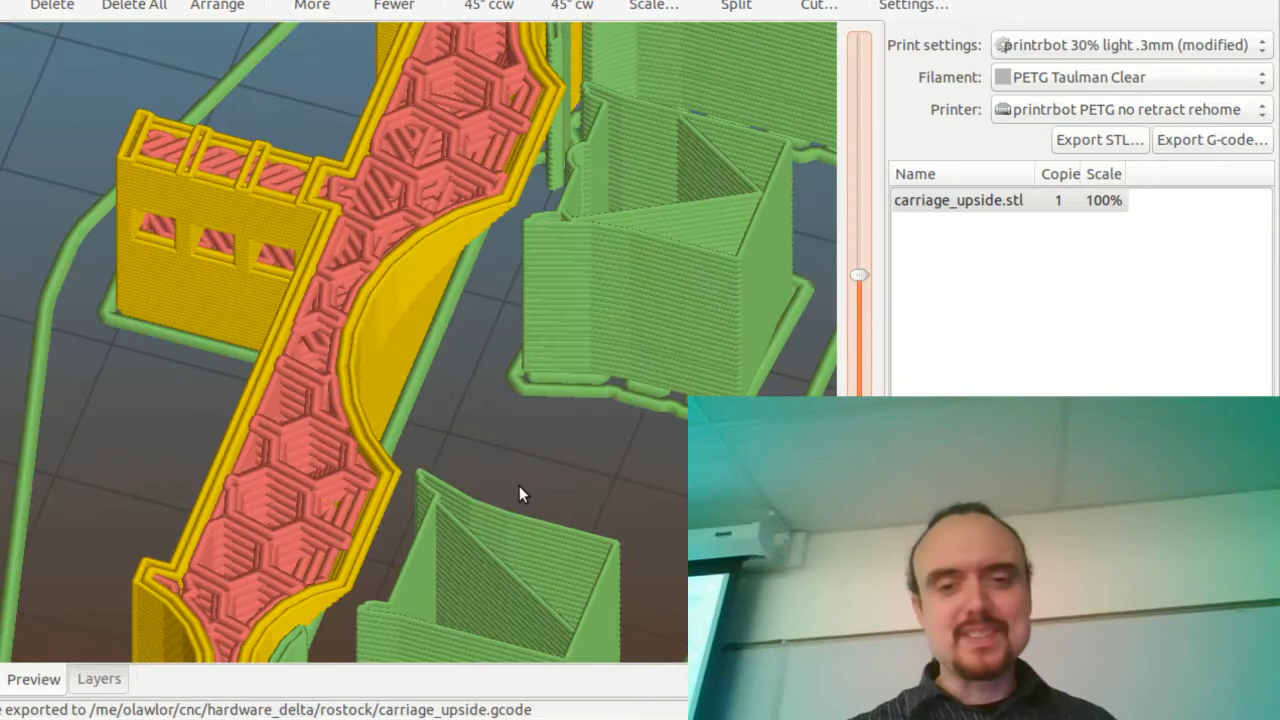 Delete Delete All Arrange More Fewer 45° ccw 45° cw Scale... Split Cut... Settings...
Print settings: printrbot 30% light .3mm (modified)
Filament: PETG Taulman Clear
Printer: printrbot PETG no retract rehome
Export STL... Export G-code...
Name Copie Scale
carriage_upside.stl 1 100%
Preview Layers
exported to /me/olawlor/cnc/hardware_delta/rostock/carriage_upside.gcode